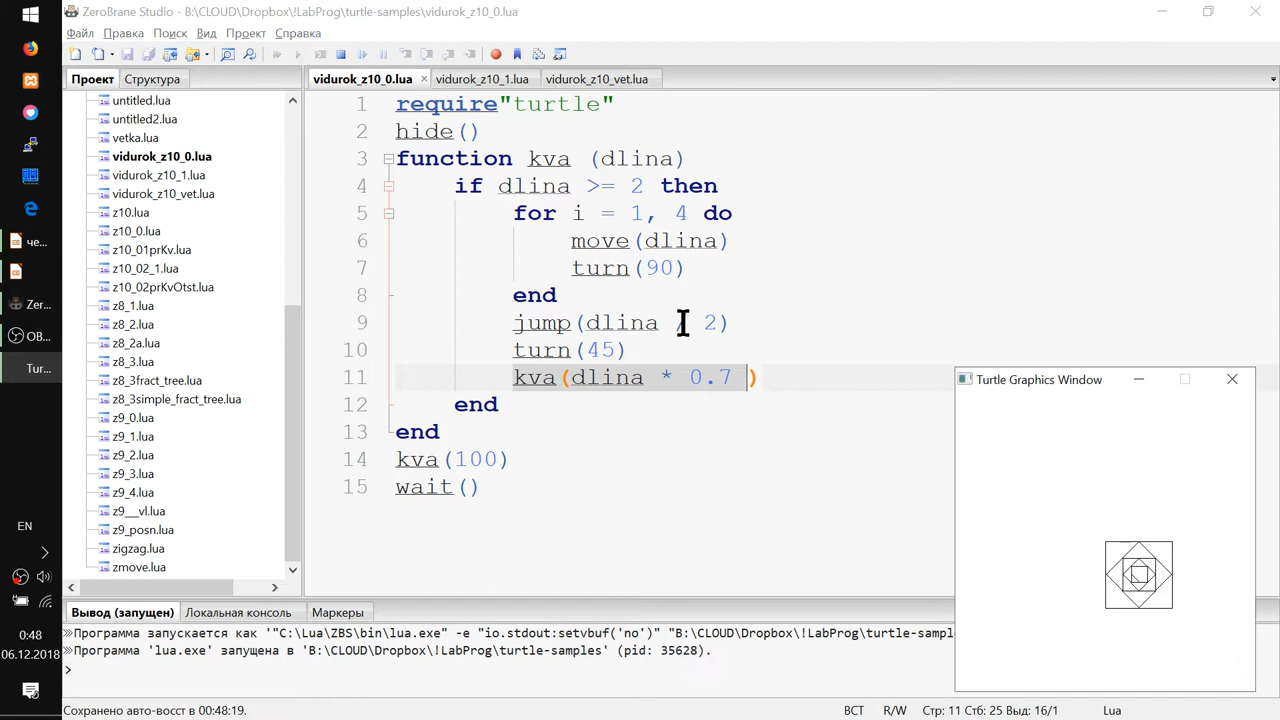 ZeroBrane Studio - B:\CLOUD\Dropbox\!LabProg\turtle-samples\vidurok_z10_0.lua
Файл Правка Поиск Вид Проект Справка
Проект Структура
vidurok_z10_0.lua vidurok_z10_1.lua vidurok_z10_vet.lua
untitled.lua
untitled2.lua
vetka.lua
vidurok_z10_0.lua
vidurok_z10_1.lua
vidurok_z10_vet.lua
z10.lua
z10_0.lua
z10_01prKv.lua
z10_02_1.lua
z10_02prKvOtst.lua
z8_1.lua
z8_2.lua
z8_2a.lua
z8_3.lua
z8_3fract_tree.lua
z8_3simple_fract_tree.lua
z9_0.lua
z9_1.lua
z9_2.lua
z9_3.lua
z9_4.lua
z9__vl.lua
z9_posn.lua
zigzag.lua
zmove.lua
1 require"turtle"
2 hide()
3 function kva (dlina)
4 if dlina >= 2 then
5 for i = 1, 4 do
6 move(dlina)
7 turn(90)
8 end
9 jump(dlina / 2)
10 turn(45)
11 kva(dlina * 0.7 )
12 end
13 end
14 kva(100)
15 wait()
Turtle Graphics Window
че...
Zer...
OB...
Tur...
EN
0:48
06.12.2018
Вывод (запущен) Локальная консоль Маркеры
Программа запускается как '"C:\Lua\ZBS\bin\lua.exe" -e "io.stdout:setvbuf('no')" "B:\CLOUD\Dropbox\!LabProg\turtle-sampl
Программа 'lua.exe' запущена в 'B:\CLOUD\Dropbox\!LabProg\turtle-samples' (pid: 35628).
Сохранено авто-восст в 00:48:19. ВСТ R/W Стр: 11 Стб: 25 Выд: 16/1 Lua